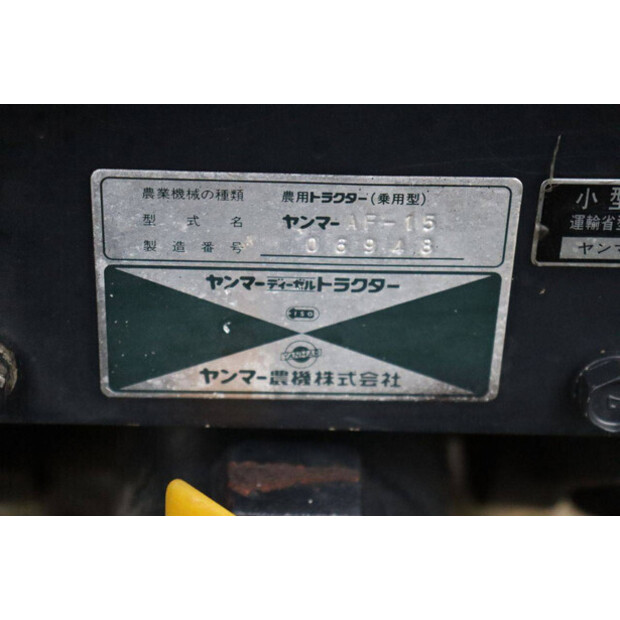 農業機械の種類 農用トラクター(乗用型)
型式名 ヤンマー AF-15
製造番号 06948
ヤンマーディーゼルトラクター
ヤンマー農機株式会社
小型
運輸省
ヤンマ